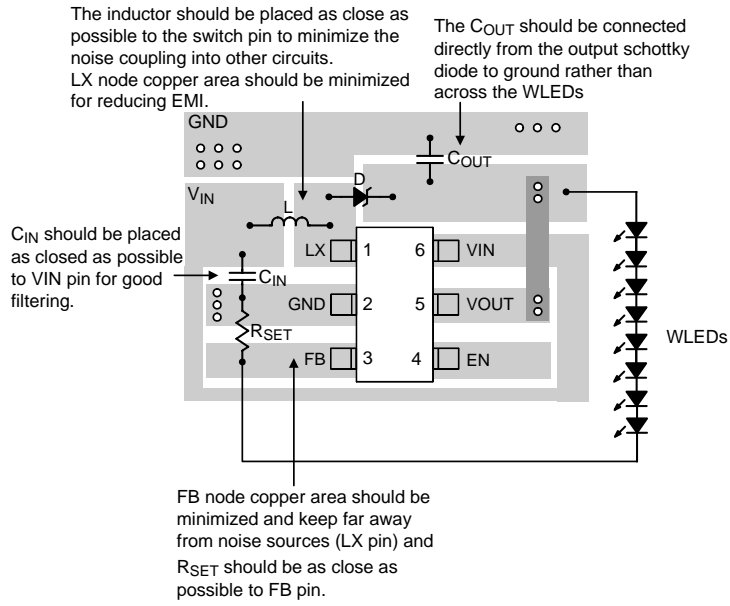 The inductor should be placed as close as
possible to the switch pin to minimize the
noise coupling into other circuits.
LX node copper area should be minimized
for reducing EMI.
The COUT should be connected
directly from the output schottky
diode to ground rather than
across the WLEDs
GND
COUT
D
VIN
L
CIN should be placed
as closed as possible
to VIN pin for good
filtering.
LX 1 6 VIN
CIN
GND 2 5 VOUT
RSET
WLEDs
FB 3 4 EN
FB node copper area should be
minimized and keep far away
from noise sources (LX pin) and
RSET should be as close as
possible to FB pin.